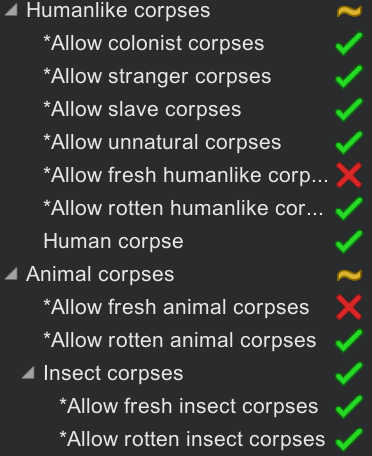 Humanlike corpses
*Allow colonist corpses
*Allow stranger corpses
*Allow slave corpses
*Allow unnatural corpses
*Allow fresh humanlike corp...
*Allow rotten humanlike cor...
Human corpse
Animal corpses
*Allow fresh animal corpses
*Allow rotten animal corpses
Insect corpses
*Allow fresh insect corpses
*Allow rotten insect corpses